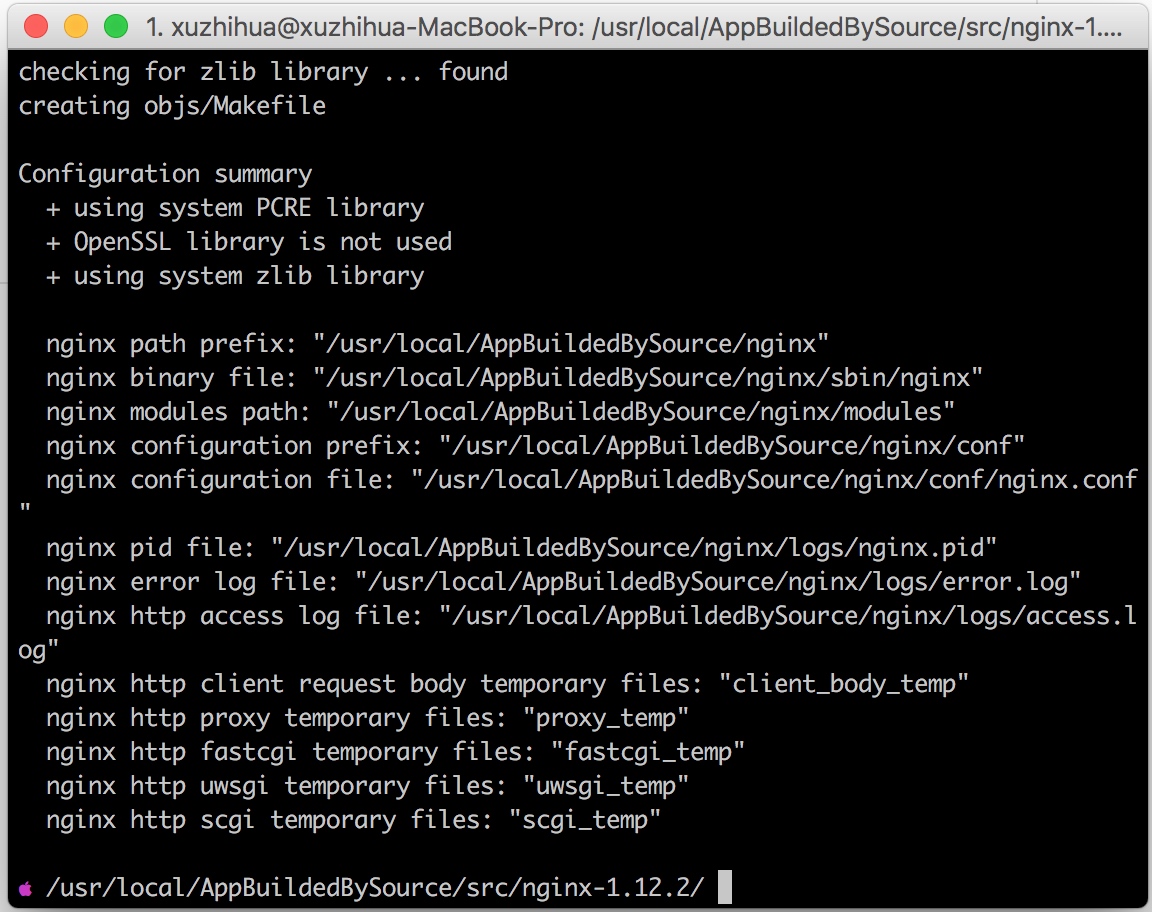 1. xuzhihua@xuzhihua-MacBook-Pro: /usr/local/AppBuildedBySource/src/nginx-1....
checking for zlib library ... found
creating objs/Makefile
Configuration summary
+ using system PCRE library
+ OpenSSL library is not used
+ using system zlib library
nginx path prefix: "/usr/local/AppBuildedBySource/nginx"
nginx binary file: "/usr/local/AppBuildedBySource/nginx/sbin/nginx"
nginx modules path: "/usr/local/AppBuildedBySource/nginx/modules"
nginx configuration prefix: "/usr/local/AppBuildedBySource/nginx/conf"
nginx configuration file: "/usr/local/AppBuildedBySource/nginx/conf/nginx.conf
"
nginx pid file: "/usr/local/AppBuildedBySource/nginx/logs/nginx.pid"
nginx error log file: "/usr/local/AppBuildedBySource/nginx/logs/error.log"
nginx http access log file: "/usr/local/AppBuildedBySource/nginx/logs/access.l
og"
nginx http client request body temporary files: "client_body_temp"
nginx http proxy temporary files: "proxy_temp"
nginx http fastcgi temporary files: "fastcgi_temp"
nginx http uwsgi temporary files: "uwsgi_temp"
nginx http scgi temporary files: "scgi_temp"
/usr/local/AppBuildedBySource/src/nginx-1.12.2/